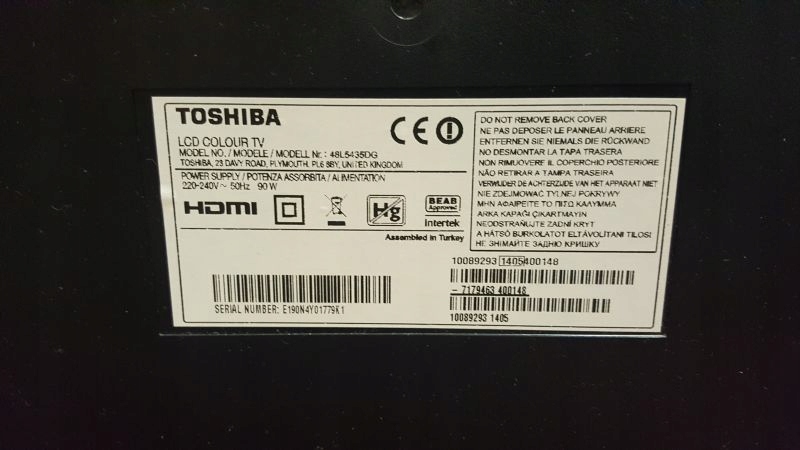 TOSHIBA
LCD COLOUR TV
MODEL NO. / MODELE / MODELL Nr. : 48L5435DG
TOSHIBA, 23 DAVY ROAD, PLYMOUTH, PL6 8BY, UNITED KINGDOM
POWER SUPPLY / POTENZA ASSORBITA / ALIMENTATION
220-240V~ 50Hz 90 W
CE
HDMI
Hg
BEAB
Approved
Intertek
Assembled in Turkey
SERIAL NUMBER: E190N4Y01779K1
DO NOT REMOVE BACK COVER
NE PAS DEPOSER LE PANNEAU ARRIERE
ENTFERNEN SIE NIEMALS DIE RÜCKWAND
NO DESMONTAR LA TAPA TRASERA
NON RIMUOVERE IL COPERCHIO POSTERIORE
NÃO RETIRAR A TAMPA TRASEIRA
VERWIJDER DE ACHTERZIJDE VAN HET APPARAAT NIET
NIE ZDEJMOWAĆ TYLNEJ POKRYWY
ΜΗΝ ΑΦΑΙΡΕΙΤΕ ΤΟ ΠΙΣΩ ΚΑΛΥΜΜΑ
ARKA KAPAĞI ÇIKARTMAYIN
NEODSTRAŇUJTE ZADNÍ KRYT
A HÁTSÓ BURKOLATOT ELTÁVOLÍTANI TILOS!
НЕ ЗНИМАЙТЕ ЗАДНЮ КРИШКУ
10089293 1405 400148
- 7179463 400148
10089293 1405